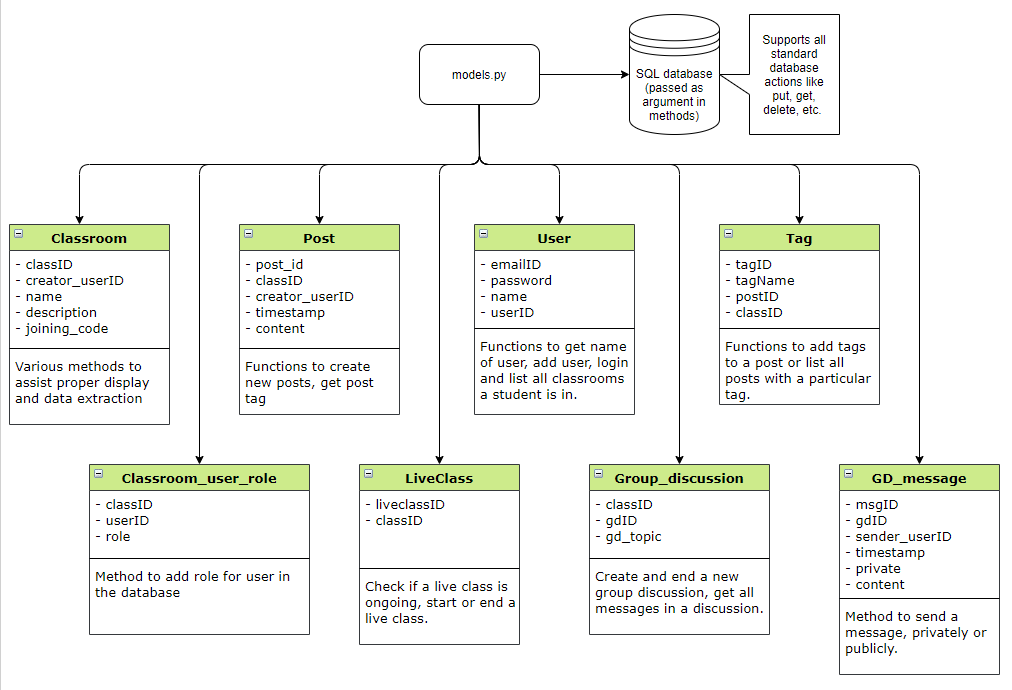 models.py
SQL database
(passed as
argument in
methods)
Supports all
standard
database
actions like
put, get,
delete, etc.
Classroom
- classID
- creator_userID
- name
- description
- joining_code
Various methods to
assist proper display
and data extraction
Post
- post_id
- classID
- creator_userID
- timestamp
- content
Functions to create
new posts, get post
tag
User
- emailID
- password
- name
- userID
Functions to get name
of user, add user, login
and list all classrooms
a student is in.
Tag
- tagID
- tagName
- postID
- classID
Functions to add tags
to a post or list all
posts with a particular
tag.
Classroom_user_role
- classID
- userID
- role
Method to add role for user in
the database
LiveClass
- liveclassID
- classID
Check if a live class is
ongoing, start or end a
live class.
Group_discussion
- classID
- gdID
- gd_topic
Create and end a new
group discussion, get all
messages in a discussion.
GD_message
- msgID
- gdID
- sender_userID
- timestamp
- private
- content
Method to send a
message, privately or
publicly.